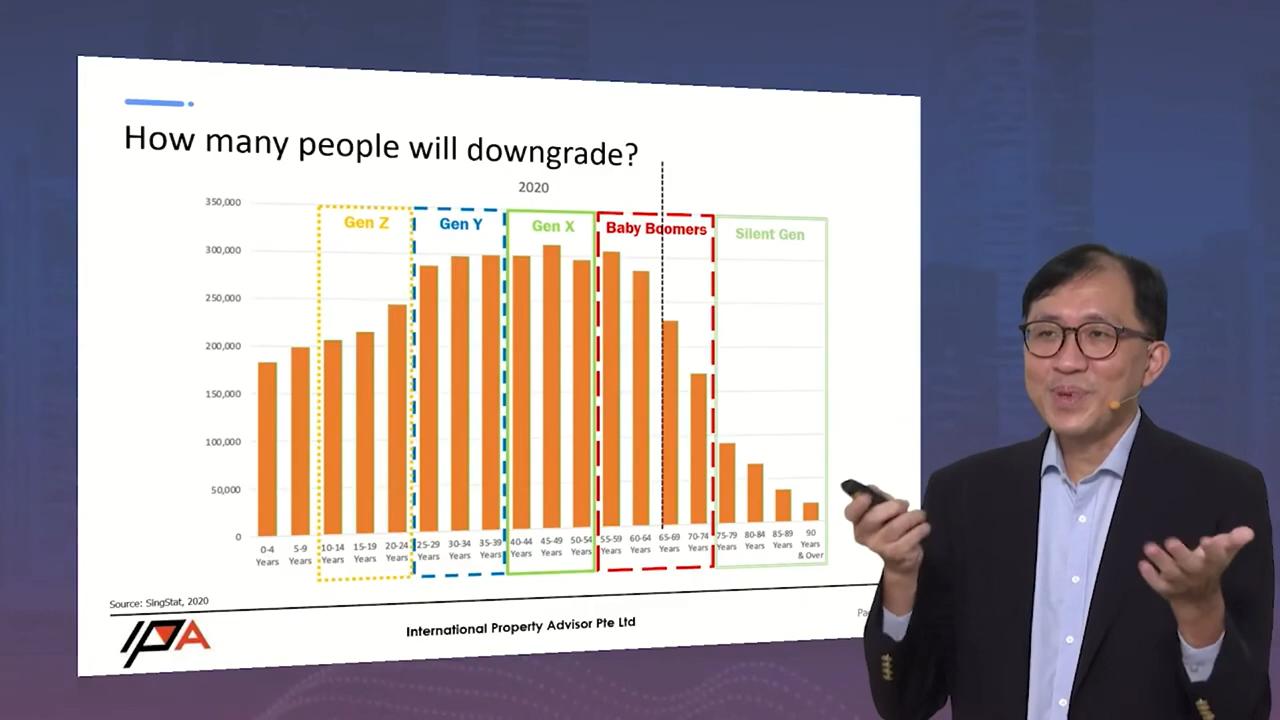 How many people will downgrade?
2020
350,000
300,000
250,000
200,000
150,000
100,000
50,000
0
Gen Z
Gen Y
Gen X
Baby Boomers
Silent Gen
0-4 Years
5-9 Years
10-14 Years
15-19 Years
20-24 Years
25-29 Years
30-34 Years
35-39 Years
40-44 Years
45-49 Years
50-54 Years
55-59 Years
60-64 Years
65-69 Years
70-74 Years
75-79 Years
80-84 Years
85-89 Years
90 Years & Over
Source: SingStat, 2020
IPA
International Property Advisor Pte Ltd